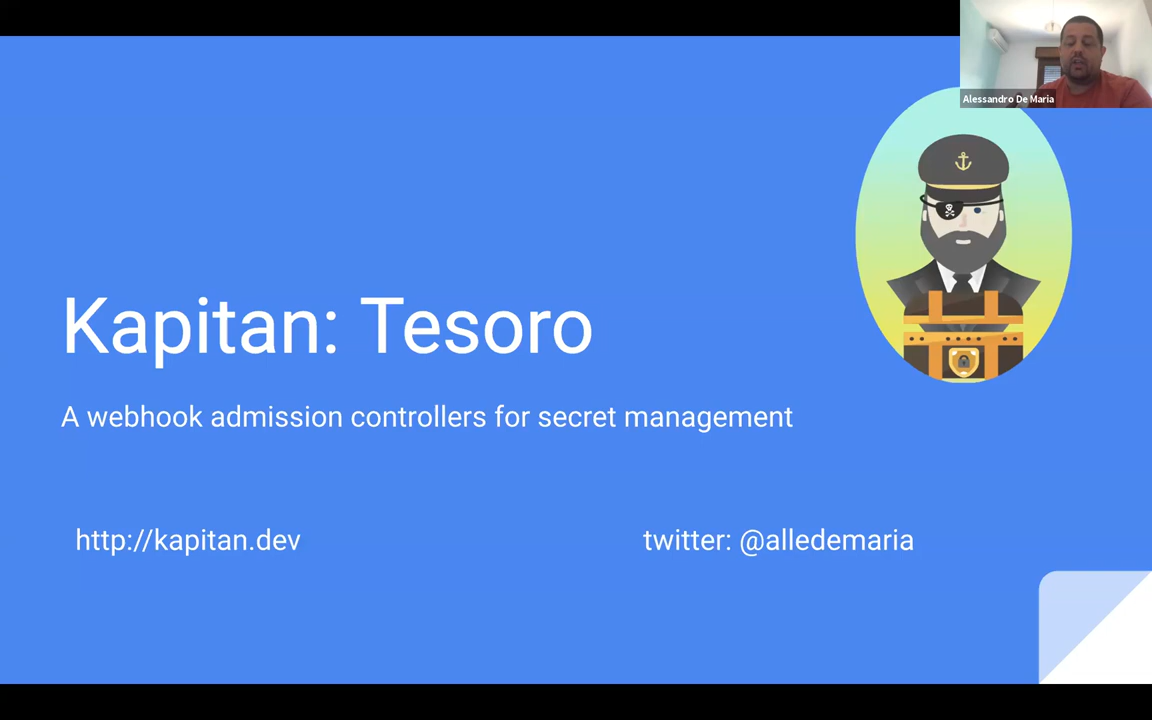 Alessandro De Maria
Kapitan: Tesoro
A webhook admission controllers for secret management
http://kapitan.dev
twitter: @alledemaria